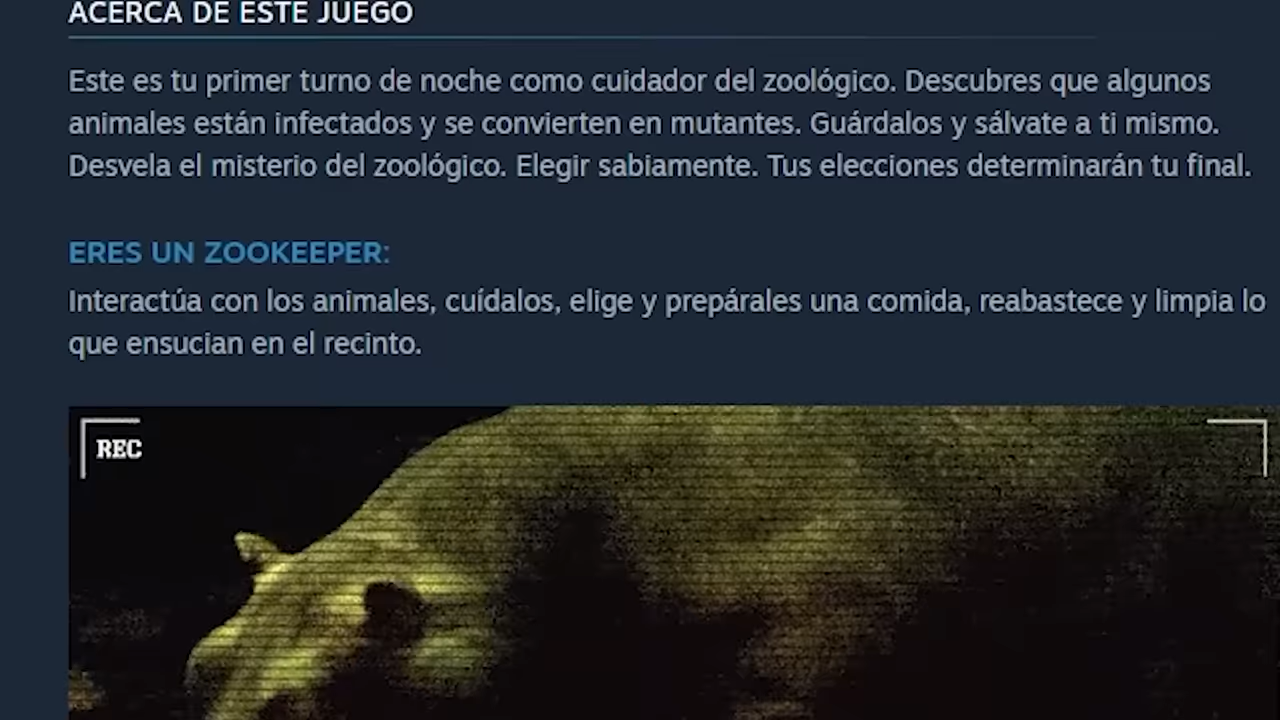 ACERCA DE ESTE JUEGO
Este es tu primer turno de noche como cuidador del zoológico. Descubres que algunos
animales están infectados y se convierten en mutantes. Guárdalos y sálvate a ti mismo.
Desvela el misterio del zoológico. Elegir sabiamente. Tus elecciones determinarán tu final.
ERES UN ZOOKEEPER:
Interactúa con los animales, cuídalos, elige y prepárales una comida, reabastece y limpia lo
que ensucian en el recinto.
REC